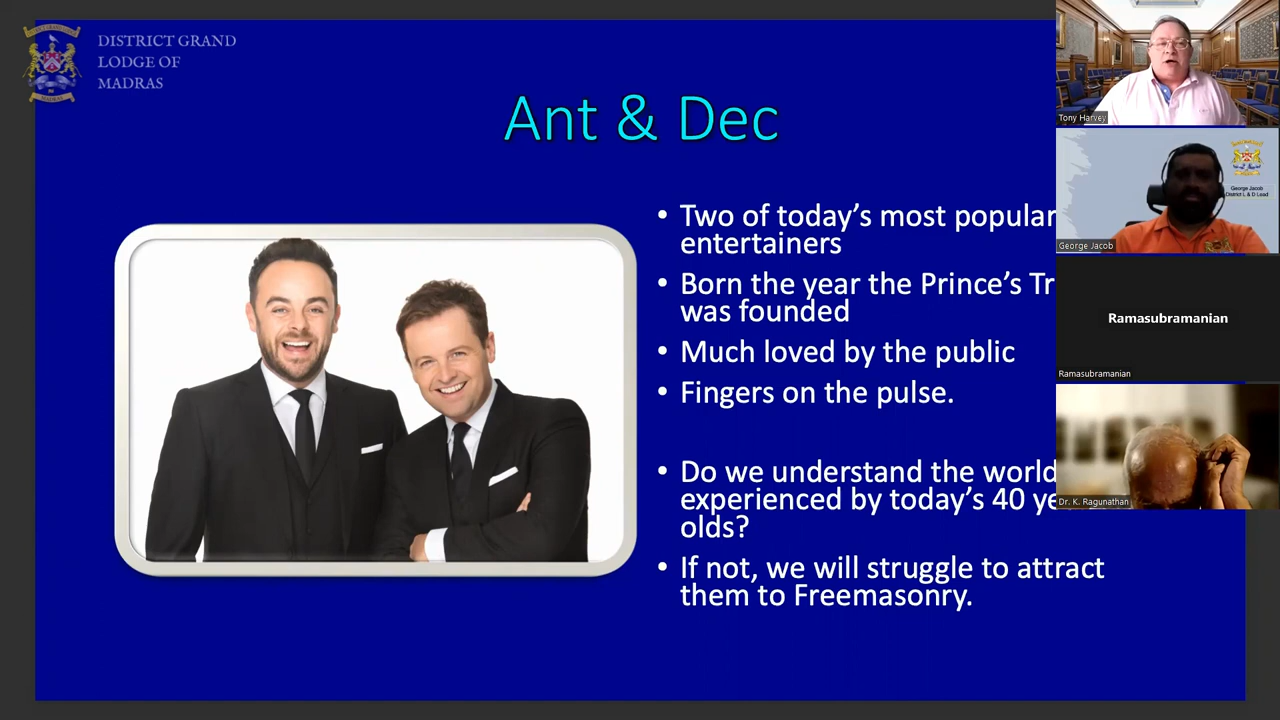 DISTRICT GRAND
LODGE OF
MADRAS
Ant & Dec
• Two of today's most popular
entertainers
• Born the year the Prince's Tr
was founded
• Much loved by the public
• Fingers on the pulse.
• Do we understand the world
experienced by today's 40 ye
olds?
• If not, we will struggle to attract
them to Freemasonry.
Tony Harvey
George Jacob
District L & D Lead
George Jacob
Ramasubramanian
Ramasubramanian
Dr. K. Ragunathan